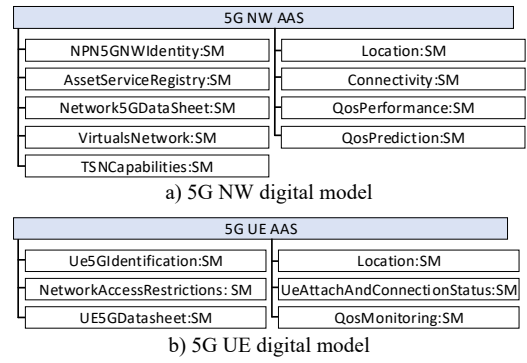 5G NW AAS
NPN5GNWIdentity:SM
AssetServiceRegistry:SM
Network5GDataSheet:SM
VirtualsNetwork:SM
TSNCapabilities:SM
Location:SM
Connectivity:SM
QosPerformance:SM
QosPrediction:SM
a) 5G NW digital model
5G UE AAS
Ue5GIdentification:SM
NetworkAccessRestrictions: SM
UE5GDatasheet:SM
Location:SM
UeAttachAndConnectionStatus:SM
QosMonitoring:SM
b) 5G UE digital model